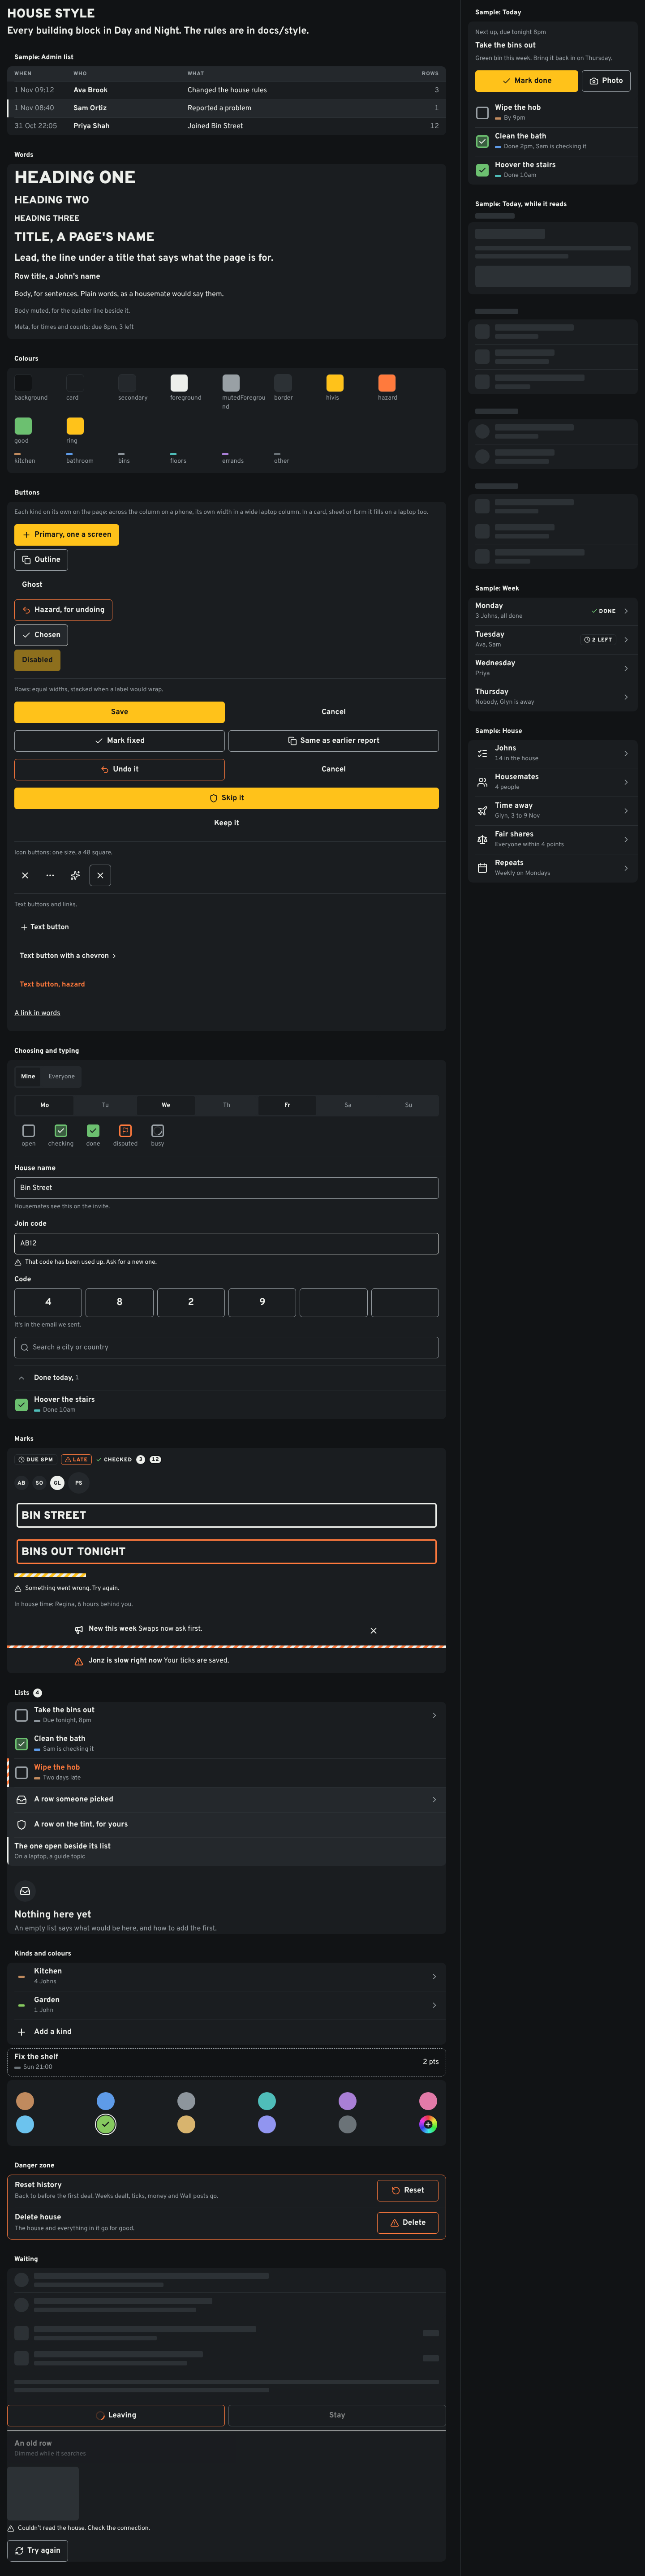 HOUSE STYLE
Every building block in Day and Night. The rules are in docs/style.
Sample: Admin list
WHEN WHO WHAT ROWS
1 Nov 09:12 Ava Brook Changed the house rules 3
1 Nov 08:40 Sam Ortiz Reported a problem 1
31 Oct 22:05 Priya Shah Joined Bin Street 12
Words
HEADING ONE
HEADING TWO
HEADING THREE
TITLE, A PAGE'S NAME
Lead, the line under a title that says what the page is for.
Row title, a John's name
Body, for sentences. Plain words, as a housemate would say them.
Body muted, for the quieter line beside it.
Meta, for times and counts: due 8pm, 3 left
Colours
background card secondary foreground mutedForegrou border hivis hazard
nd
good ring
kitchen bathroom bins floors errands other
Buttons
Each kind on its own on the page: across the column on a phone, its own width in a wide laptop column. In a card, sheet or form it fills on a laptop too.
Primary, one a screen
Outline
Ghost
Hazard, for undoing
Chosen
Disabled
Rows: equal widths, stacked when a label would wrap.
Save Cancel
Mark fixed Same as earlier report
Undo it Cancel
Skip it
Keep it
Icon buttons: one size, a 48 square.
Text buttons and links.
Text button
Text button with a chevron
Text button, hazard
A link in words
Choosing and typing
Mine Everyone
Mo Tu We Th Fr Sa Su
open checking done disputed busy
House name
Bin Street
Housemates see this on the invite.
Join code
AB12
That code has been used up. Ask for a new one.
Code
4 8 2 9
It's in the email we sent.
Search a city or country
Done today, 1
Hoover the stairs
Done 10am
Marks
DUE 8PM LATE CHECKED 3 12
AB SO GL PS
BIN STREET
BINS OUT TONIGHT
Something went wrong. Try again.
In house time: Regina, 6 hours behind you.
New this week Swaps now ask first.
Jonz is slow right now Your ticks are saved.
Lists 4
Take the bins out
Due tonight, 8pm
Clean the bath
Sam is checking it
Wipe the hob
Two days late
A row someone picked
A row on the tint, for yours
The one open beside its list
On a laptop, a guide topic
Nothing here yet
An empty list says what would be here, and how to add the first.
Kinds and colours
Kitchen
4 Johns
Garden
1 John
Add a kind
Fix the shelf
Sun 21:00
2 pts
Danger zone
Reset history
Back to before the first deal. Weeks dealt, ticks, money and Wall posts go.
Reset
Delete house
The house and everything in it go for good.
Delete
Waiting
Leaving Stay
An old row
Dimmed while it searches
Couldn't read the house. Check the connection.
Try again
Sample: Today
Next up, due tonight 8pm
Take the bins out
Green bin this week. Bring it back in on Thursday.
Mark done Photo
Wipe the hob
By 9pm
Clean the bath
Done 2pm, Sam is checking it
Hoover the stairs
Done 10am
Sample: Today, while it reads
Sample: Week
Monday
3 Johns, all done
DONE
Tuesday
Ava, Sam
2 LEFT
Wednesday
Priya
Thursday
Nobody, Glyn is away
Sample: House
Johns
14 in the house
Housemates
4 people
Time away
Glyn, 3 to 9 Nov
Fair shares
Everyone within 4 points
Repeats
Weekly on Mondays